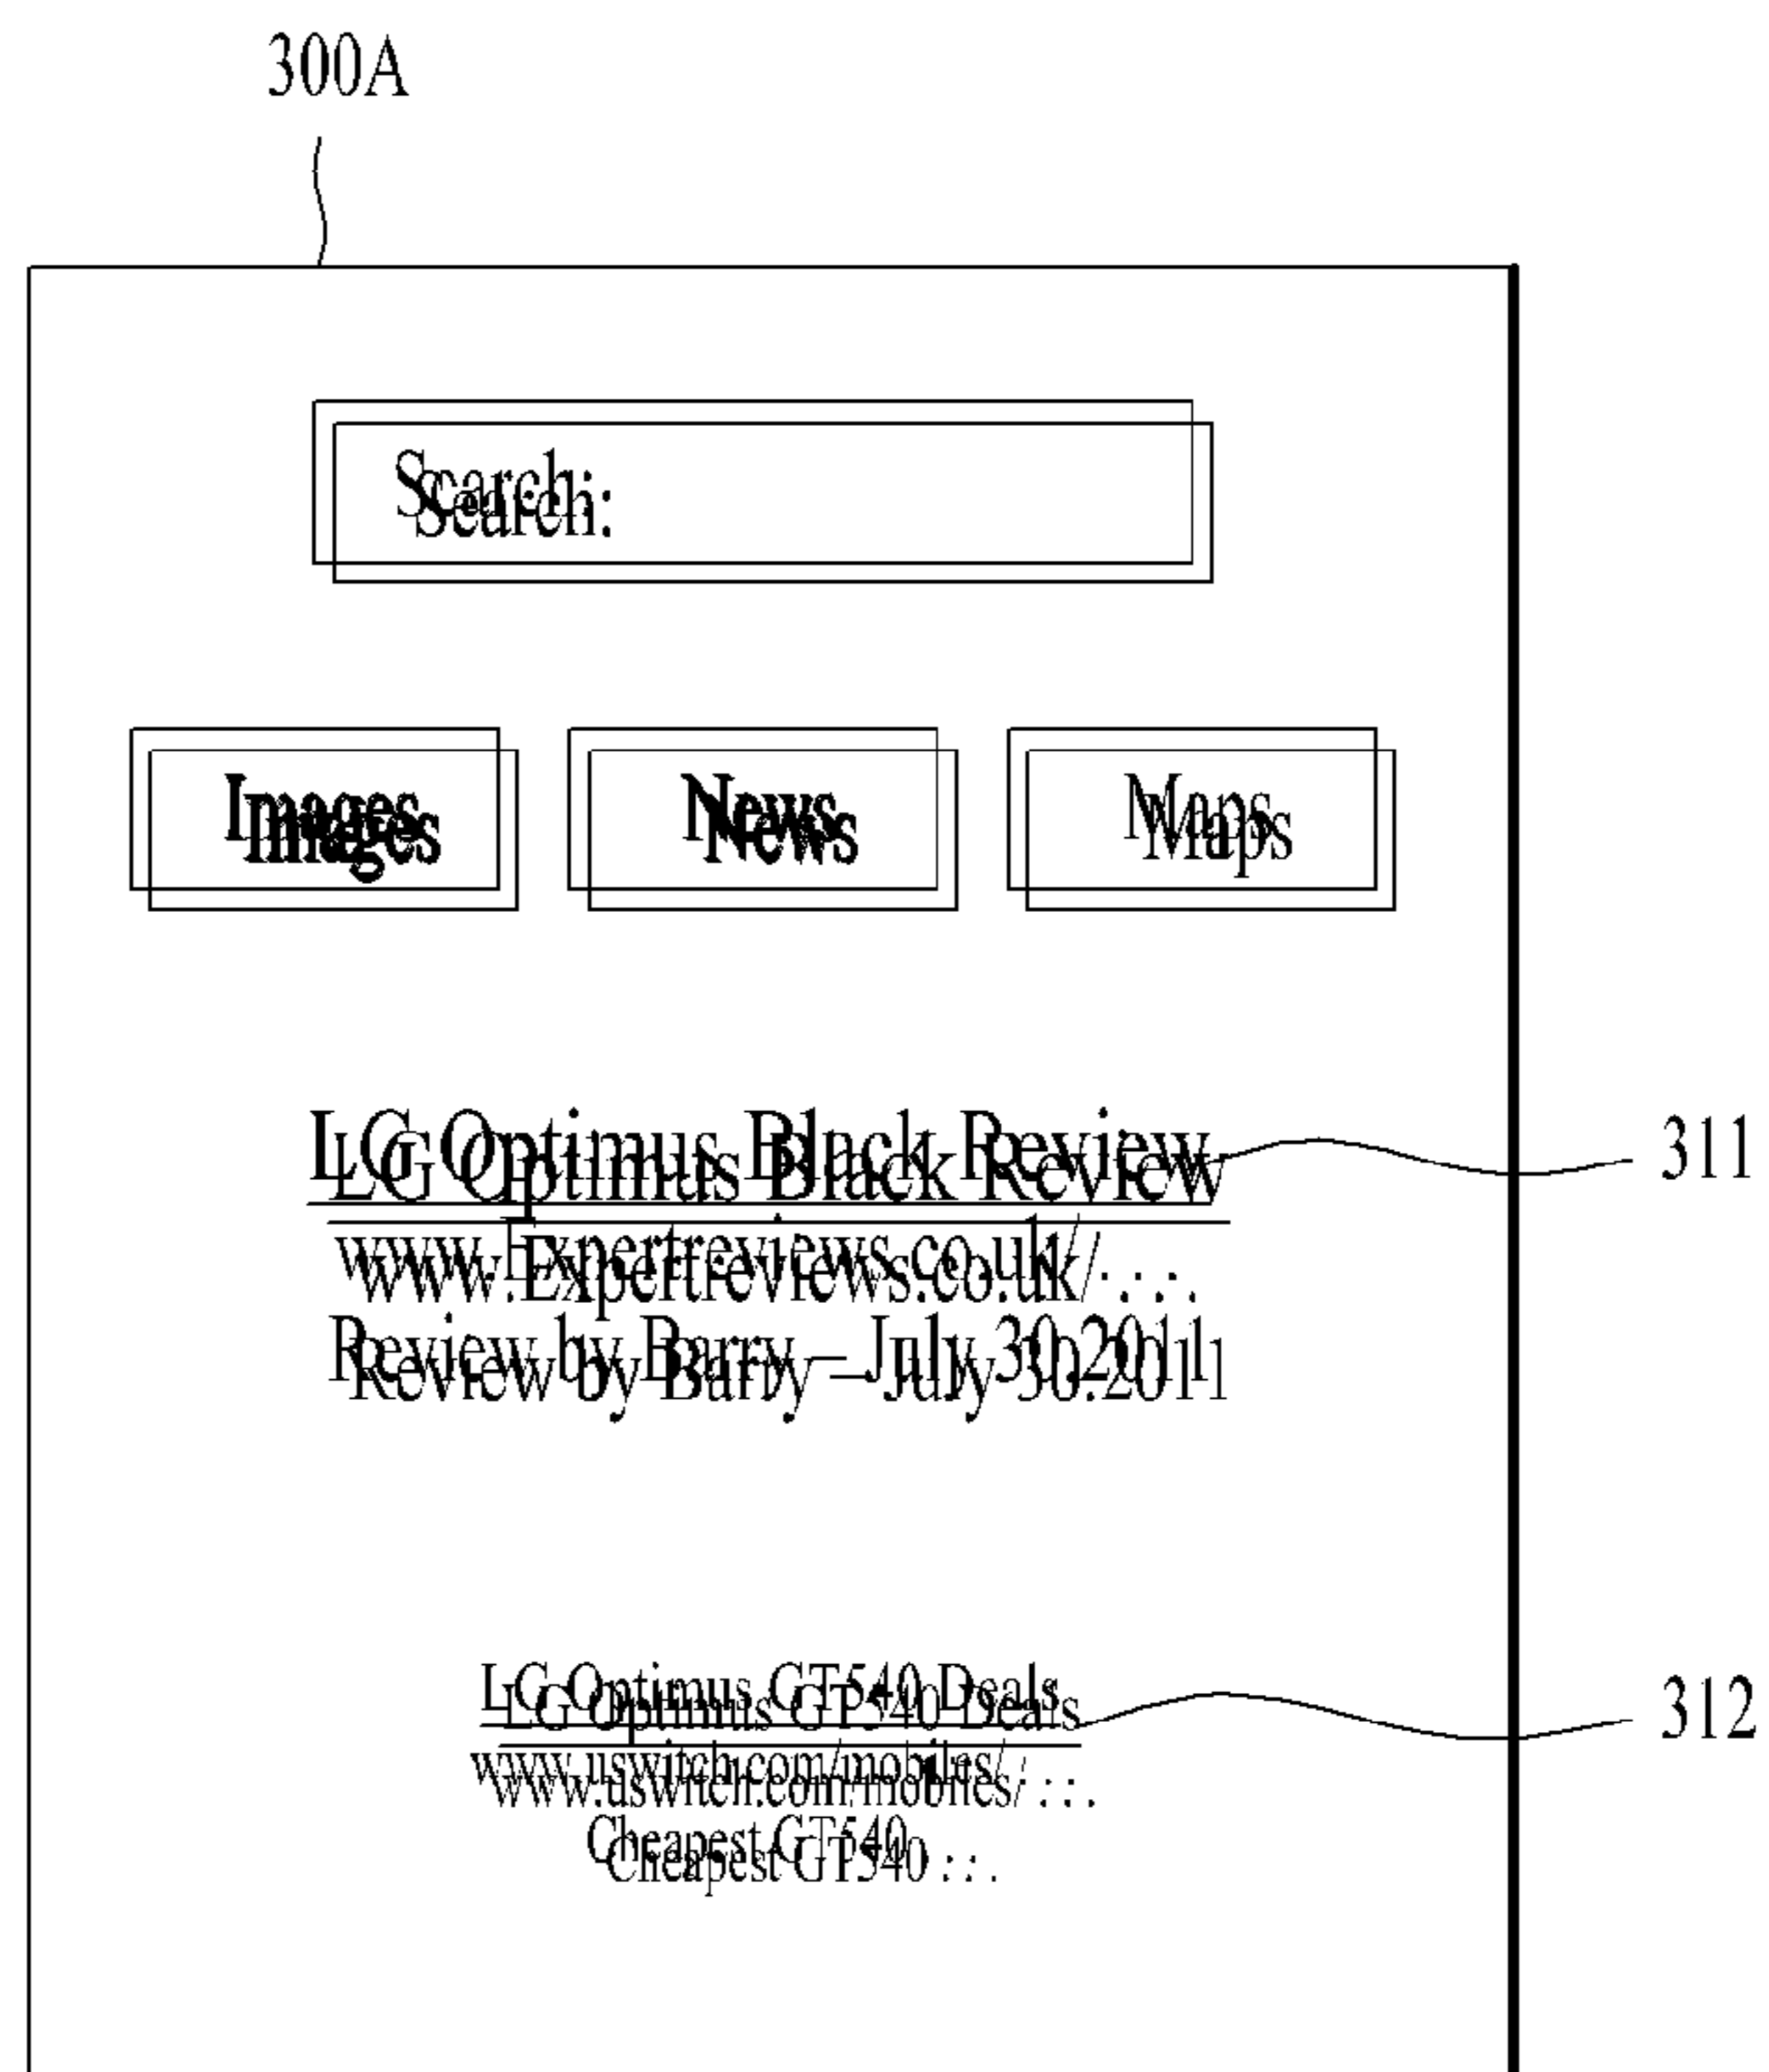 300A
Search:
Images News Maps
LG Optimus Black Review 311
www.Expertreviews.co.uk/...
Review by Barry – July 30.2011
LG Optimus GT540 Deals 312
www.uswitch.com/mobiles/...
Cheapest GT540 ...